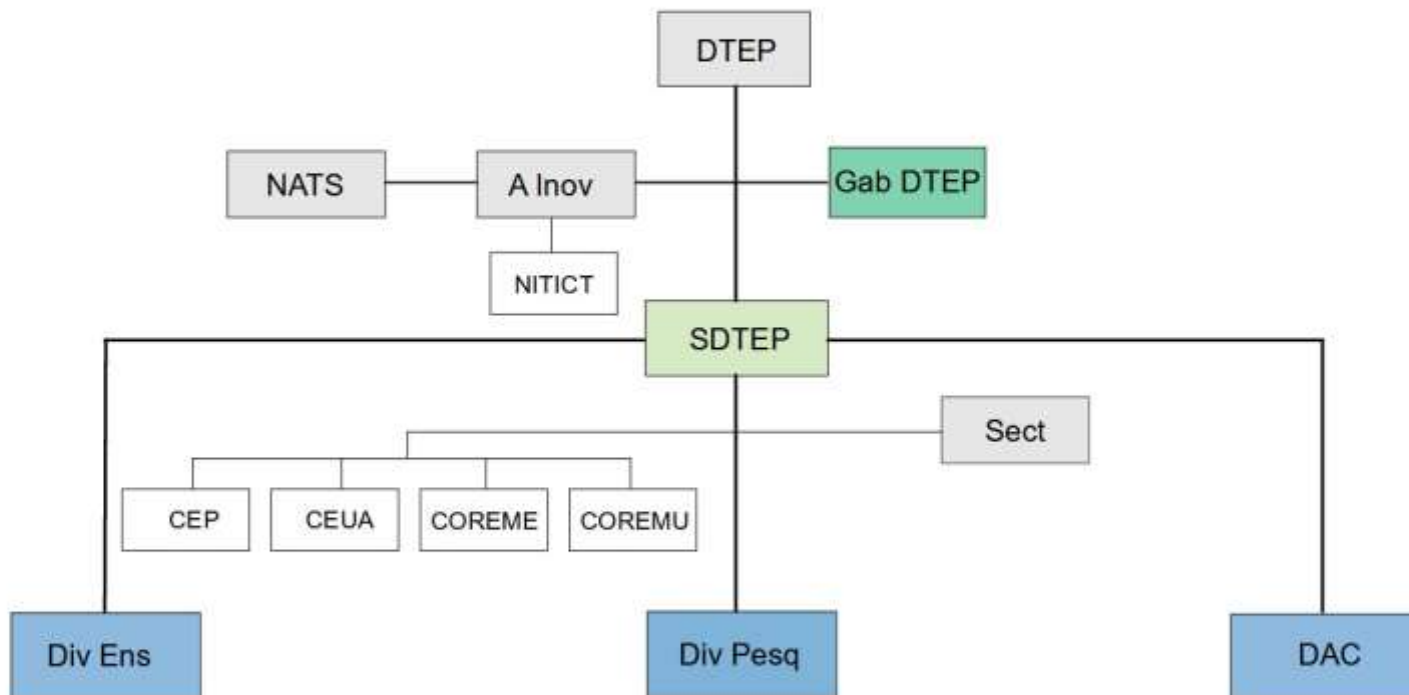 DTEP
NATS
A Inov
Gab DTEP
NITICT
SDTEP
Sect
CEP
CEUA
COREME
COREMU
Div Ens
Div Pesq
DAC